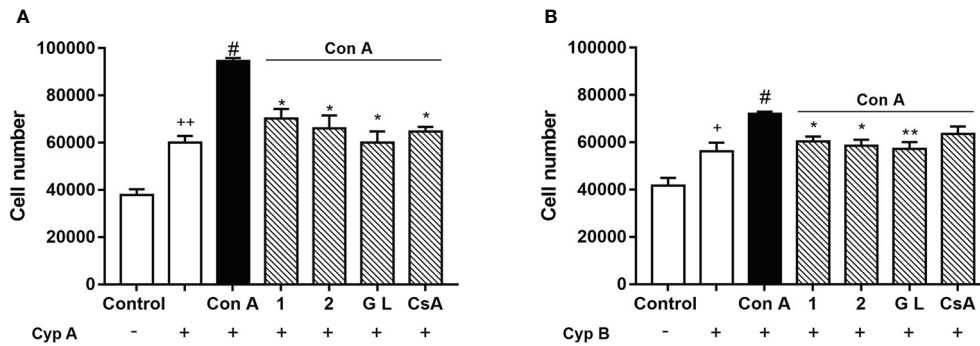 A
Cell number
100000
80000
60000
40000
20000
0
#
Con A
++
*
*
*
*
Control
Con A
1
2
G L
CsA
Cyp A
-
+
+
+
+
+
+
B
Cell number
100000
80000
60000
40000
20000
0
#
Con A
+
*
*
**
Control
Con A
1
2
G L
CsA
Cyp B
-
+
+
+
+
+
+